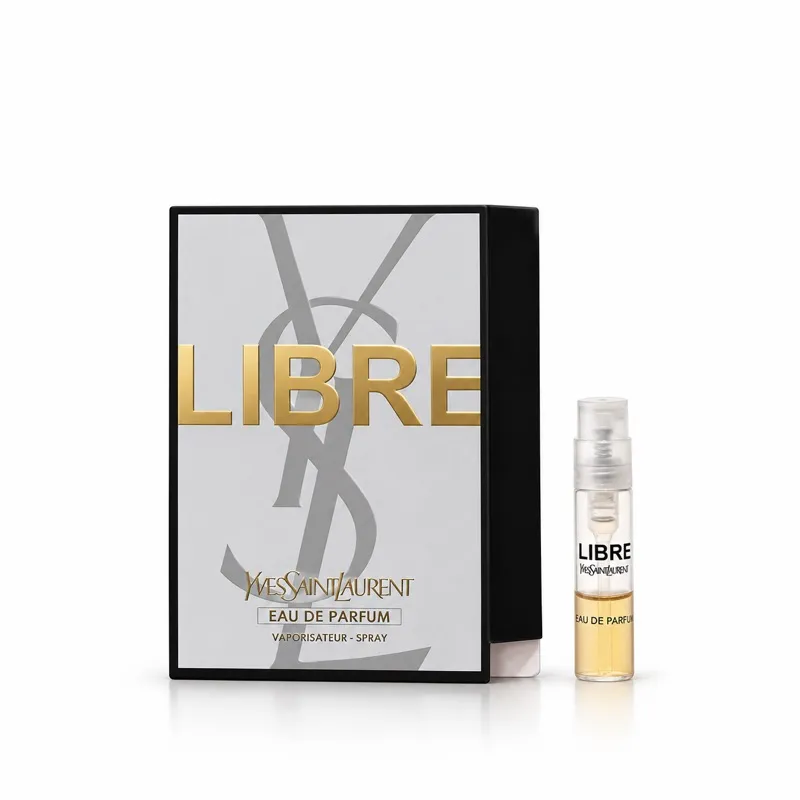 LIBRE
YVESSAINTLAURENT
EAU DE PARFUM
VAPORISATEUR - SPRAY
LIBRE
YVESSAINTLAURENT
EAU DE PARFUM